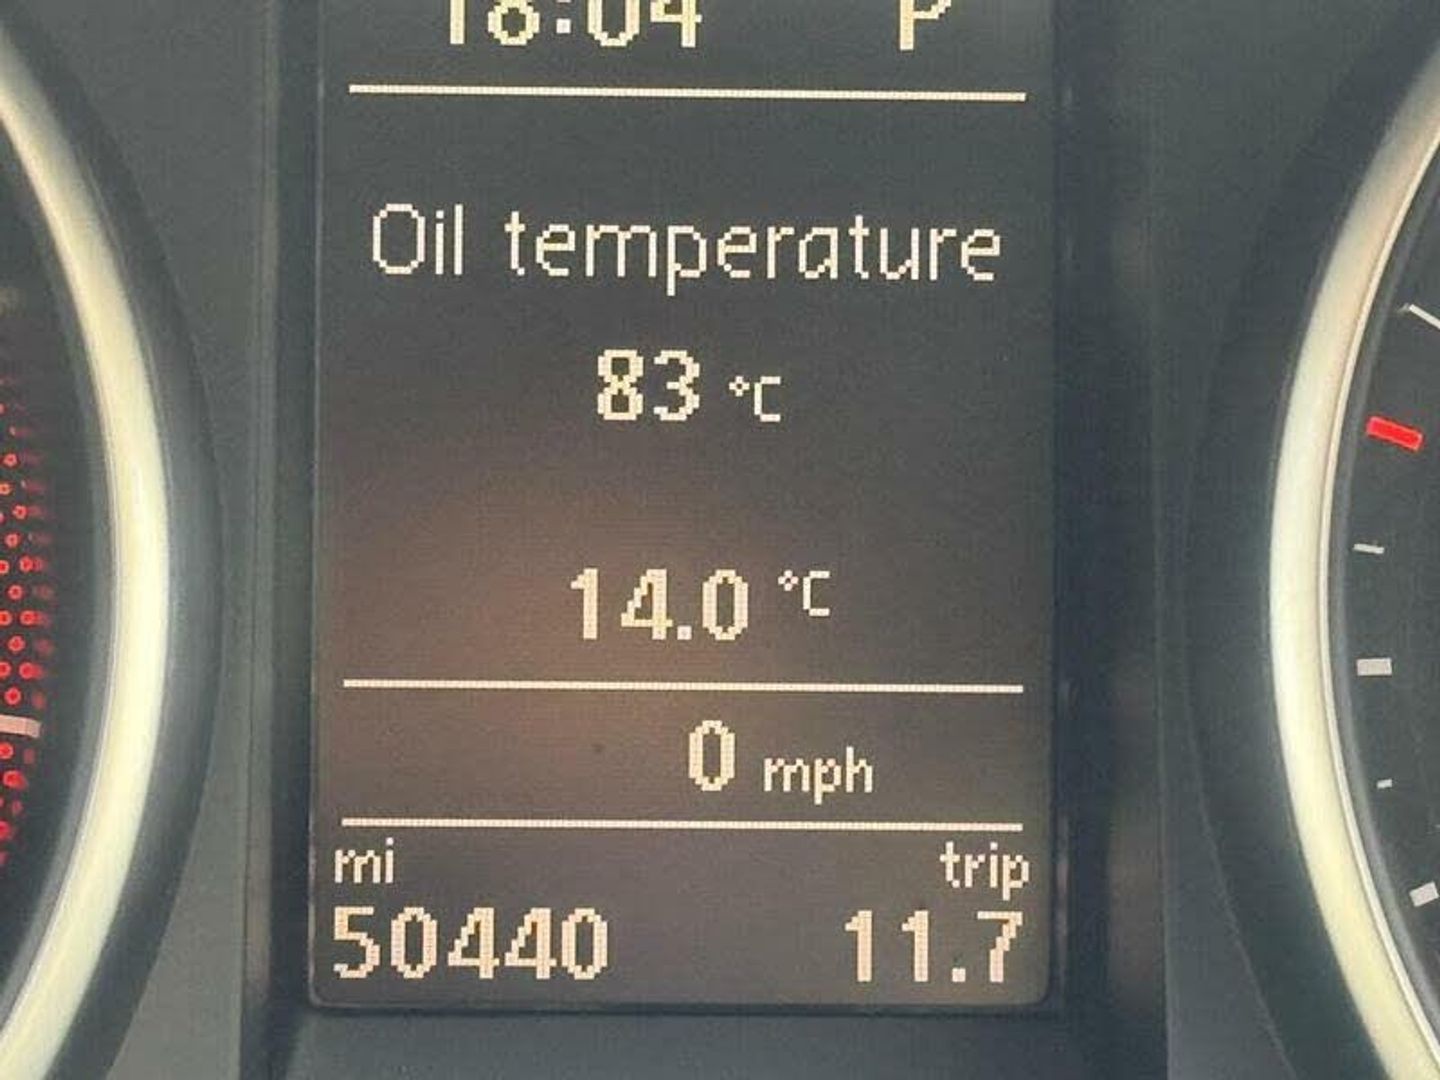 18:04 P
Oil temperature
83 °C
14.0 °C
0 mph
mi trip
50440 11.7